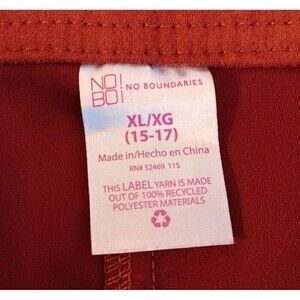 NO
BO!
NO BOUNDARIES
XL/XG
(15-17)
Made in/Hecho en China
RN# 52469 11S
THIS LABEL YARN IS MADE
OUT OF 100% RECYCLED
POLYESTER MATERIALS